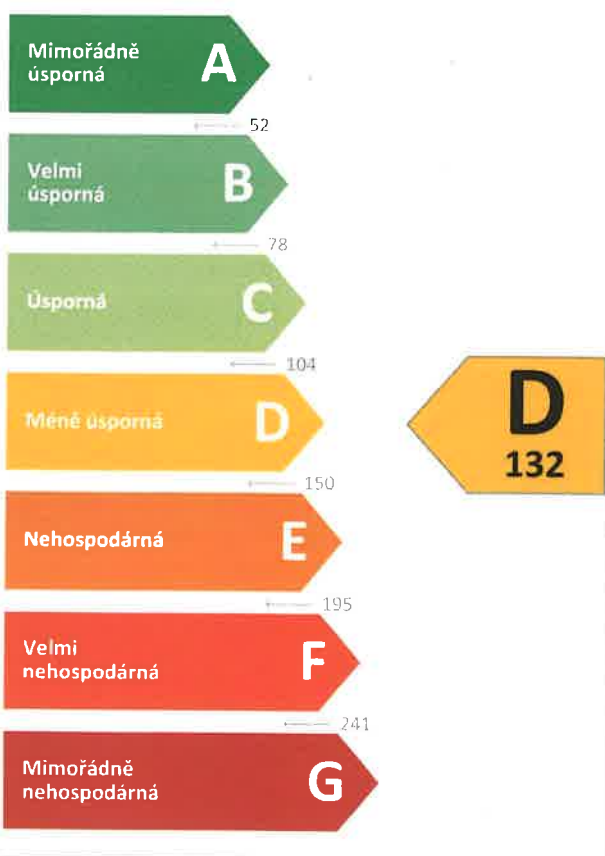 Mimořádně
úsporná
A
52
Velmi
úsporná
B
78
Úsporná
C
104
Méně úsporná
D
D
132
150
Nehospodárná
E
195
Velmi
nehospodárná
F
241
Mimořádně
nehospodárná
G